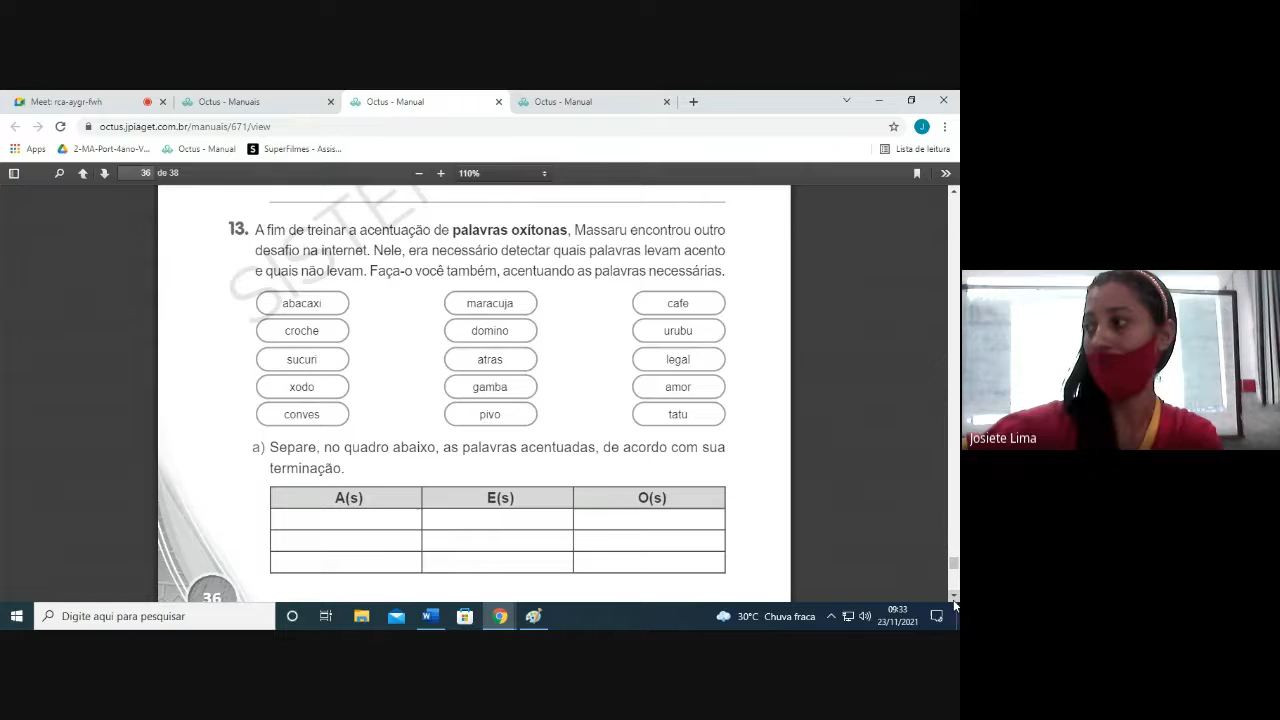 Meet: rca-aygr-fwh
Octus - Manuais
Octus - Manual
Octus - Manual
octus.jpiaget.com.br/manuais/671/view
Apps
2-MA-Port-4ano-V...
Octus - Manual
SuperFilmes - Assis...
Lista de leitura
36 de 38
110%
SISTE
13. A fim de treinar a acentuação de palavras oxítonas, Massaru encontrou outro
desafio na internet. Nele, era necessário detectar quais palavras levam acento
e quais não levam. Faça-o você também, acentuando as palavras necessárias.
abacaxi maracuja cafe
croche domino urubu
sucuri atras legal
xodo gamba amor
conves pivo tatu
a) Separe, no quadro abaixo, as palavras acentuadas, de acordo com sua
terminação.
A(s) E(s) O(s)
36
Josiete Lima
Digite aqui para pesquisar
30°C Chuva fraca
09:33
23/11/2021